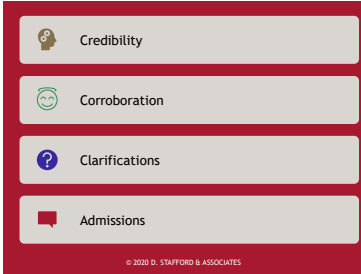 Credibility
Corroboration
Clarifications
Admissions
© 2020 D. STAFFORD & ASSOCIATES